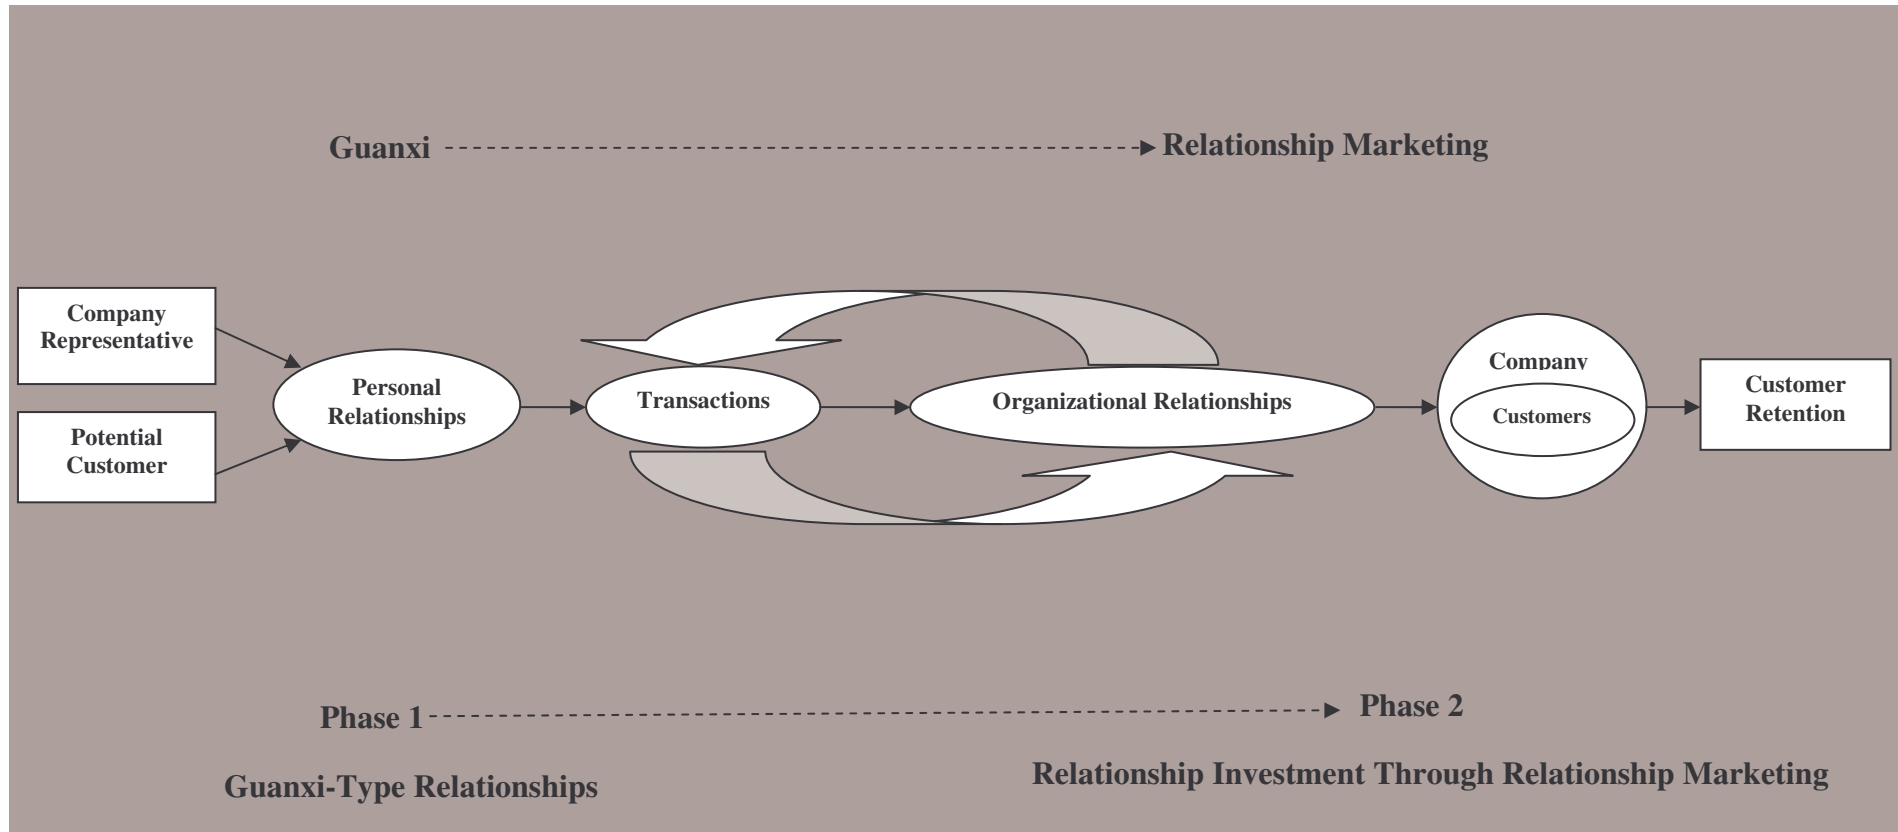 Guanxi
Relationship Marketing
Company
Representative
Potential
Customer
Personal
Relationships
Transactions
Organizational Relationships
Company
Customers
Customer
Retention
Phase 1
Phase 2
Guanxi-Type Relationships
Relationship Investment Through Relationship Marketing